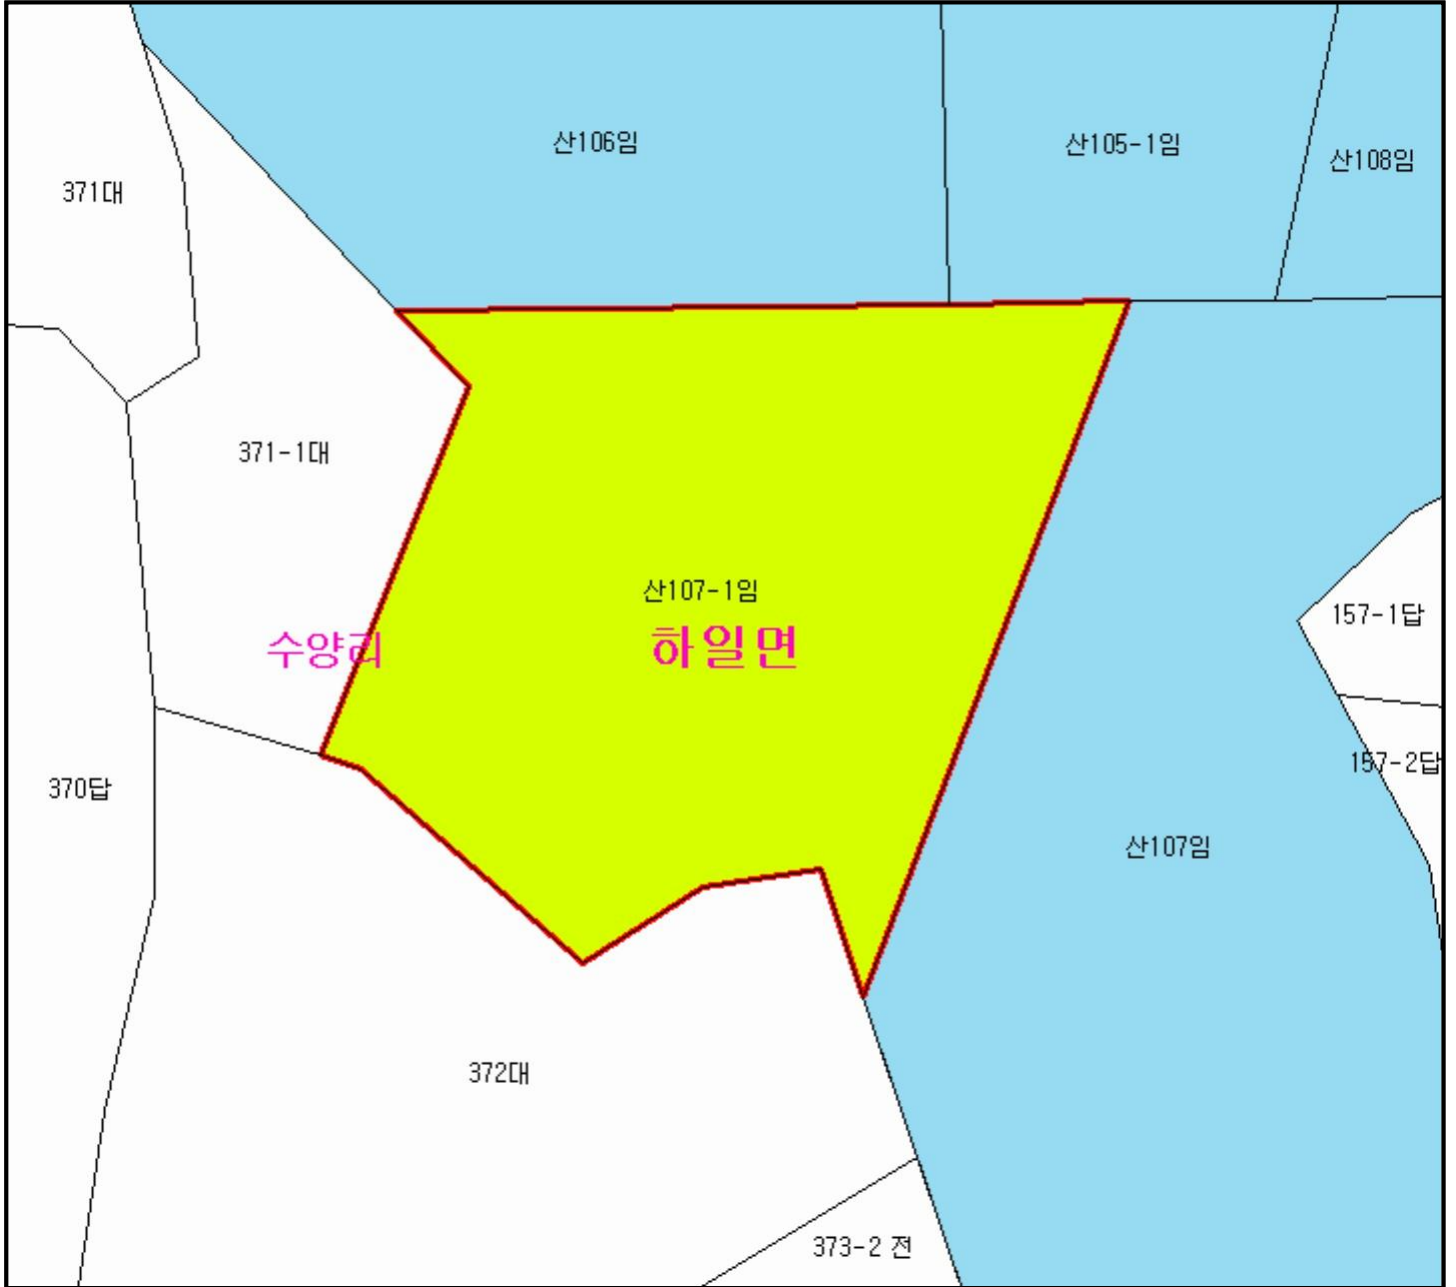 산106임
산105-1임
산108임
371대
371-1대
산107-1임
157-1답
수양리
하일면
157-2답
370답
산107임
372대
373-2 전